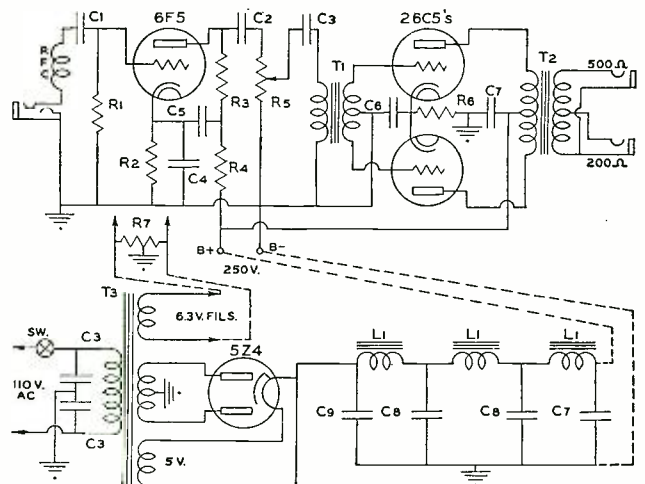 C1
6F5
C2
C3
26C5's
RFC
T1
T2
500Ω
R1
C5
R3
R5
C6
R6
C7
R2
C4
R4
200Ω
R7
B+
B-
250V.
T3
6.3V. FILS.
SW.
C3
110V.
AC
5Z4
L1
L1
L1
C9
C8
C8
C7
C3
5V.